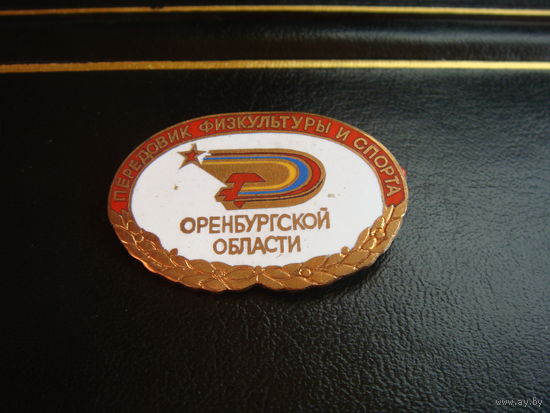 ПЕРЕДОВИК ФИЗКУЛЬТУРЫ И СПОРТА
ОРЕНБУРГСКОЙ
ОБЛАСТИ
www.ay.by